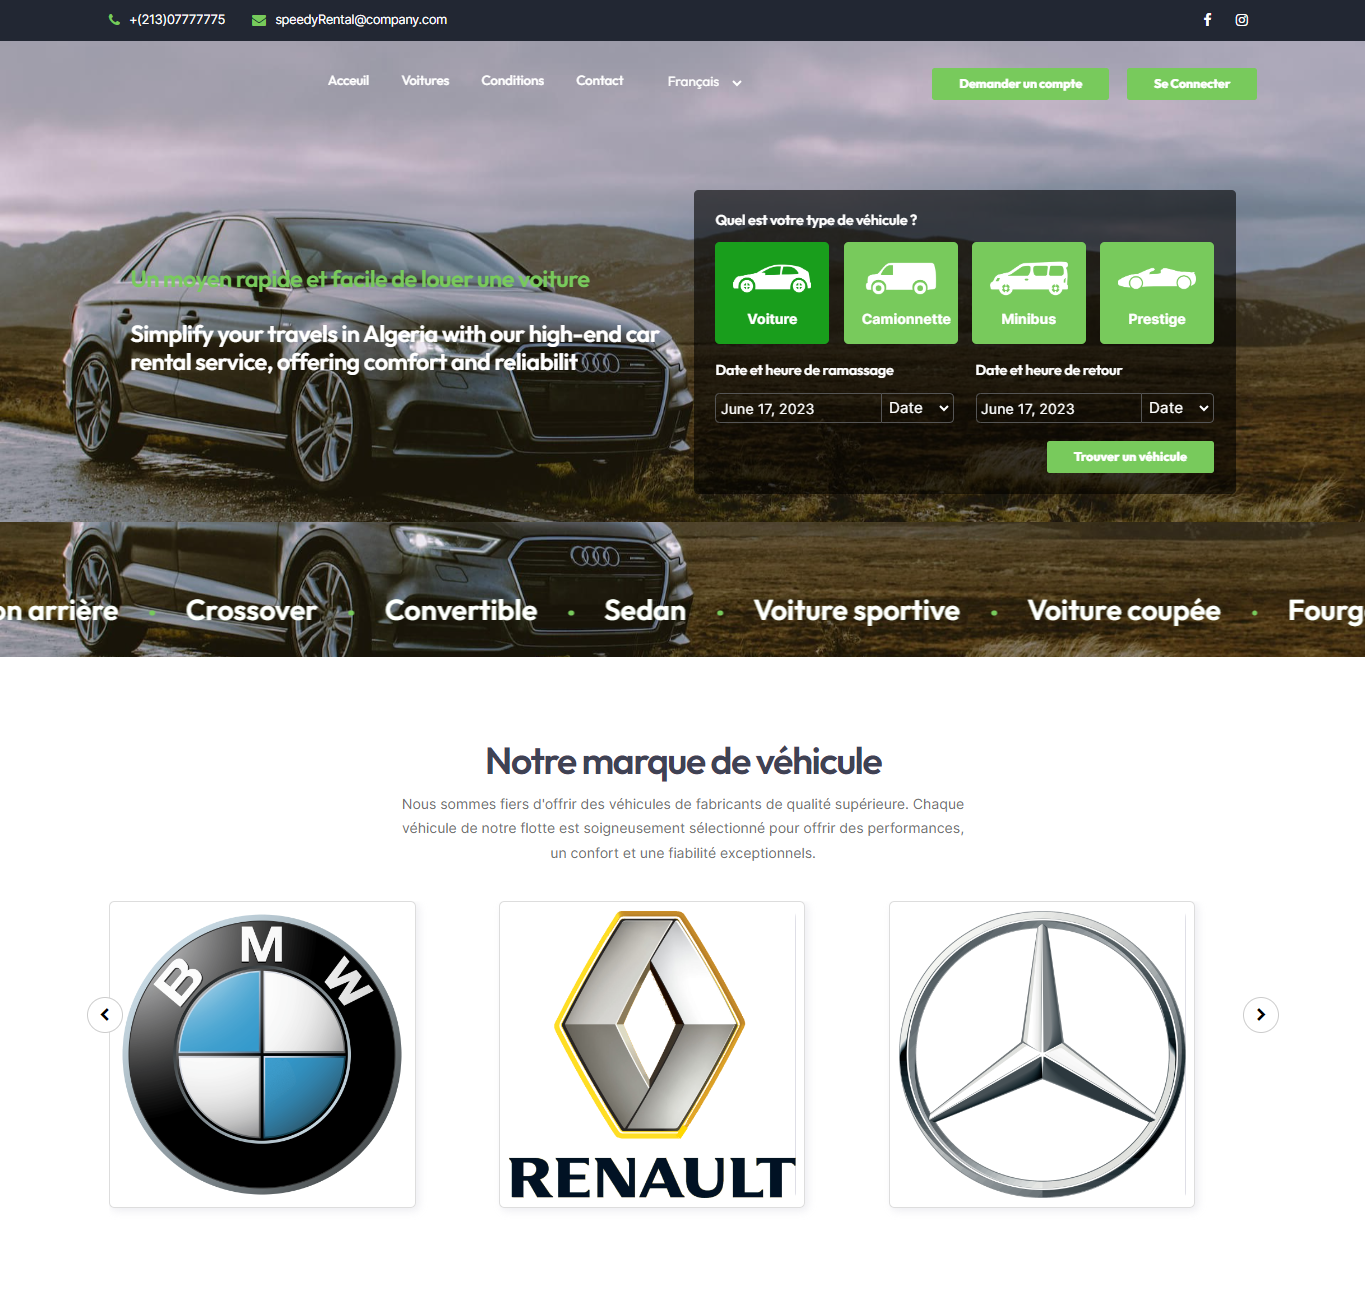 +(213)07777775
speedyRental@company.com
Acceuil
Voitures
Conditions
Contact
Français
Demander un compte
Se Connecter
Un moyen rapide et facile de louer une voiture
Simplify your travels in Algeria with our high-end car
rental service, offering comfort and reliabilit
Quel est votre type de véhicule ?
Voiture
Camionnette
Minibus
Prestige
Date et heure de ramassage
Date et heure de retour
June 17, 2023
Date
June 17, 2023
Date
Trouver un véhicule
on arrière • Crossover • Convertible • Sedan • Voiture sportive • Voiture coupée • Fourg
Notre marque de véhicule
Nous sommes fiers d'offrir des véhicules de fabricants de qualité supérieure. Chaque
véhicule de notre flotte est soigneusement sélectionné pour offrir des performances,
un confort et une fiabilité exceptionnels.
BMW
RENAULT